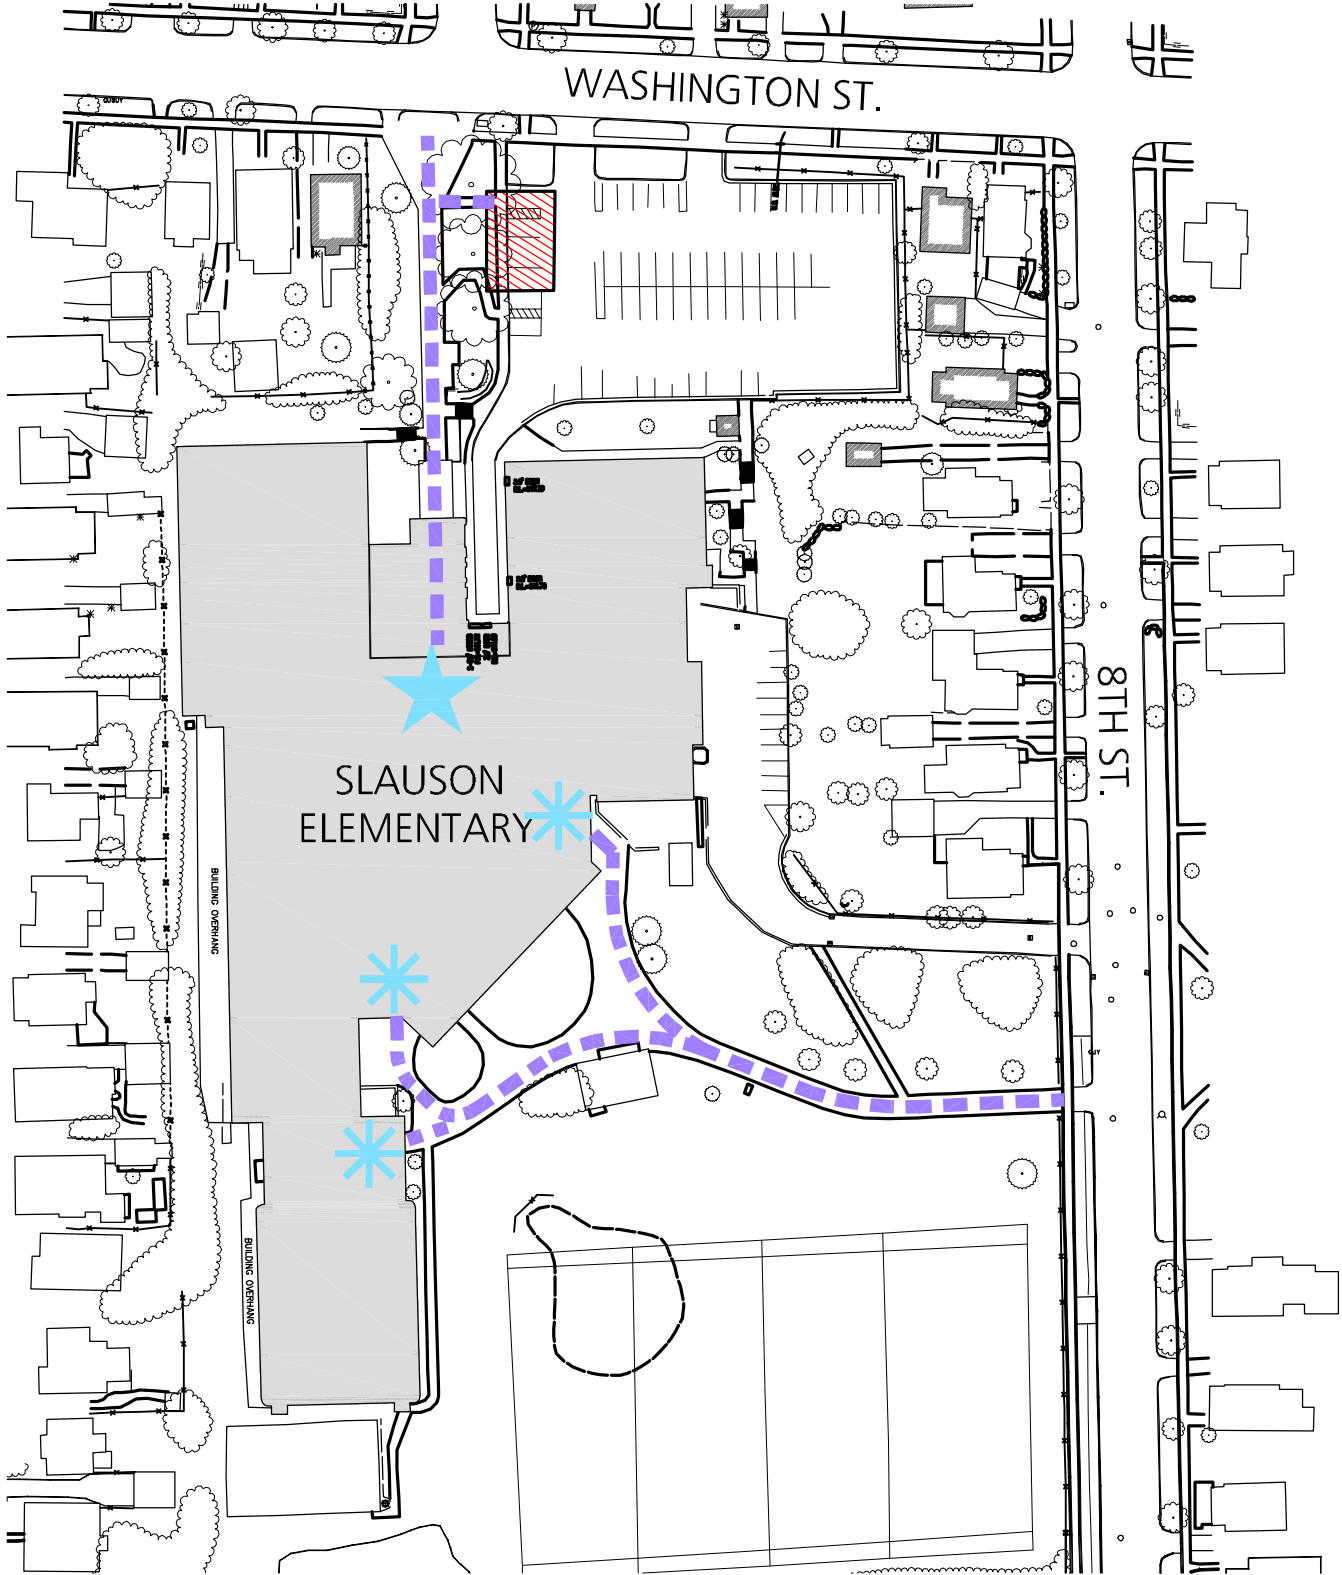 WASHINGTON ST.
8TH ST.
SLAUSON
ELEMENTARY
BUILDING OVERHANG
BUILDING OVERHANG